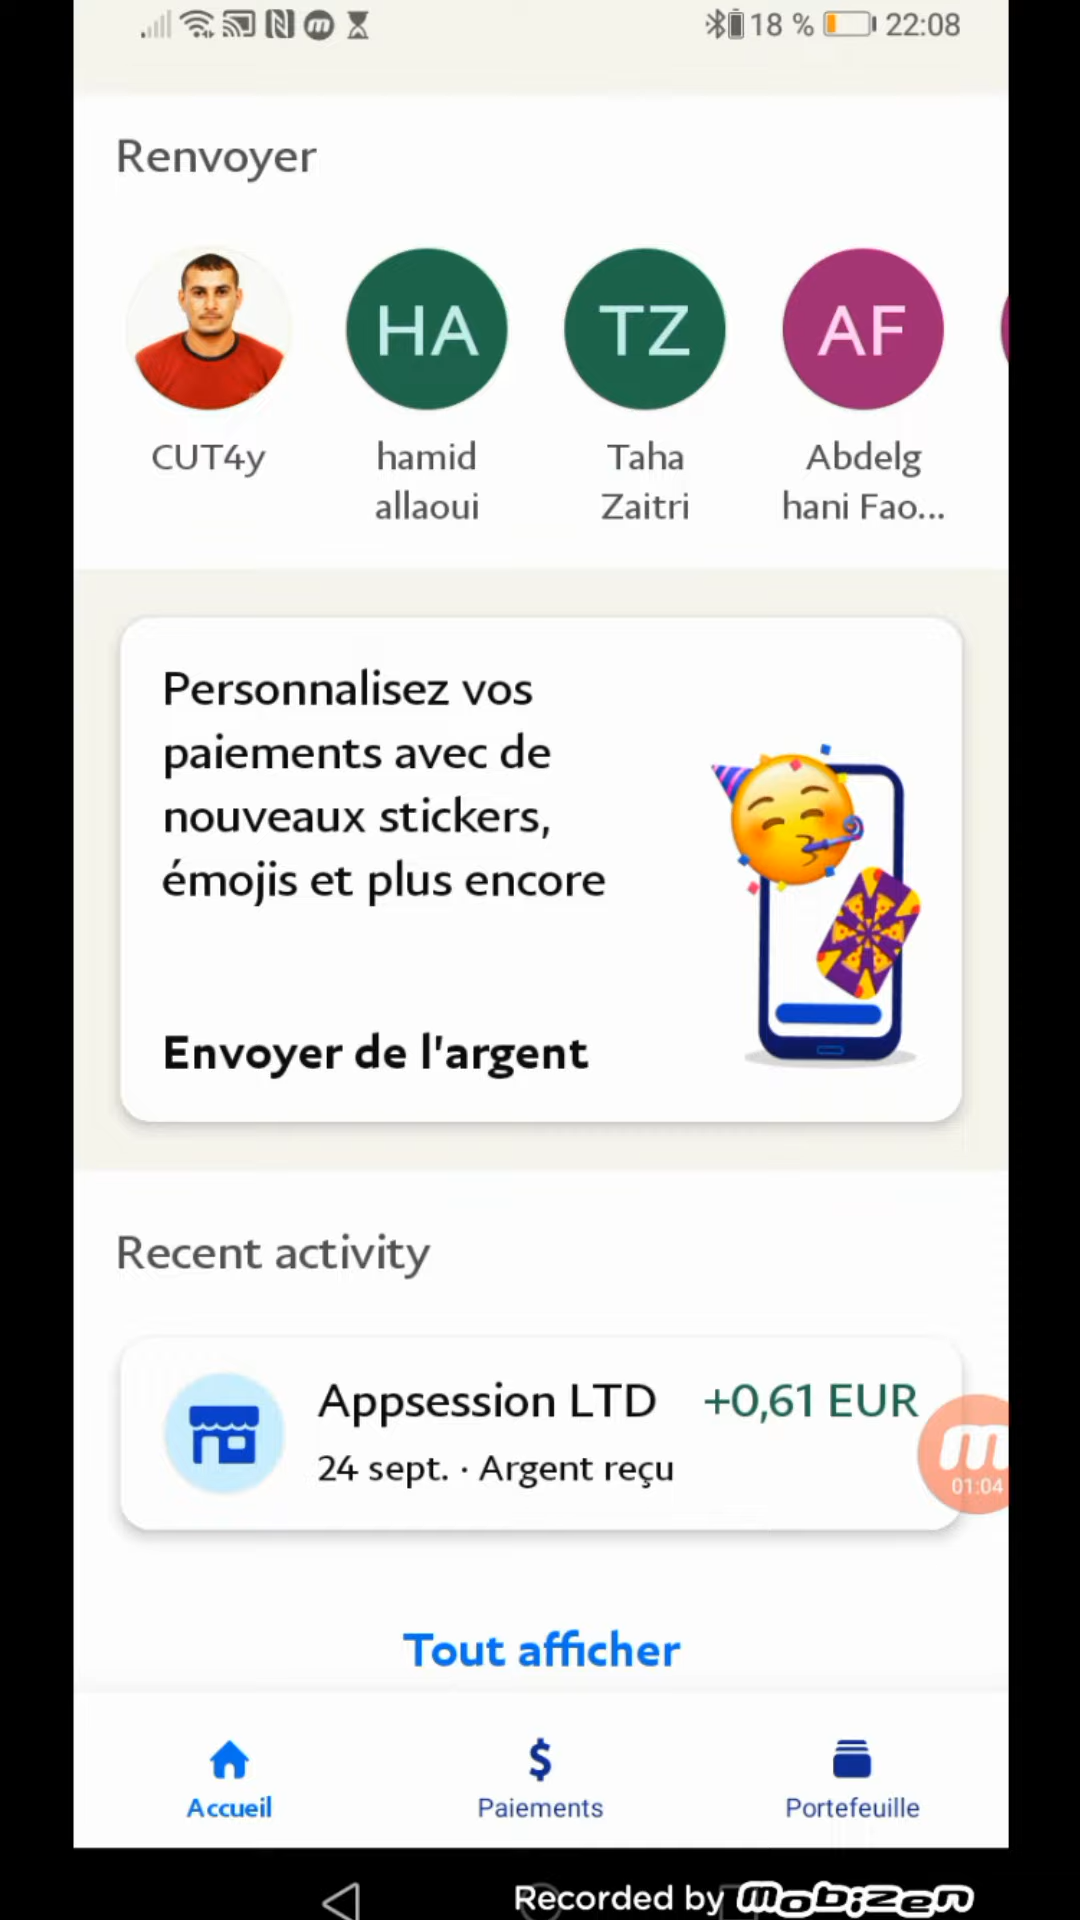 18 % 22:08
Renvoyer
HA TZ AF
CUT4y hamid Taha Abdelg
allaoui Zaitri hani Fao...
Personnalisez vos
paiements avec de
nouveaux stickers,
émojis et plus encore
Envoyer de l'argent
Recent activity
Appsession LTD +0,61 EUR
24 sept. · Argent reçu
01:04
Tout afficher
$
Accueil Paiements Portefeuille
Recorded by mobizen